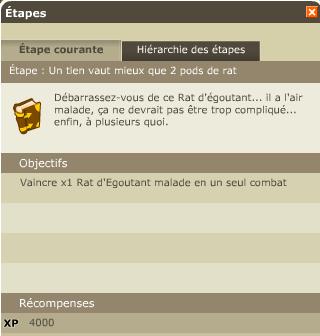 Étapes
Étape courante
Hiérarchie des étapes
Étape : Un tien vaut mieux que 2 pods de rat
Débarrassez-vous de ce Rat d'égoutant... il a l'air
malade, ça ne devrait pas être trop compliqué...
enfin, à plusieurs quoi.
Objectifs
Vaincre x1 Rat d'Egoutant malade en un seul combat
Récompenses
XP 4000